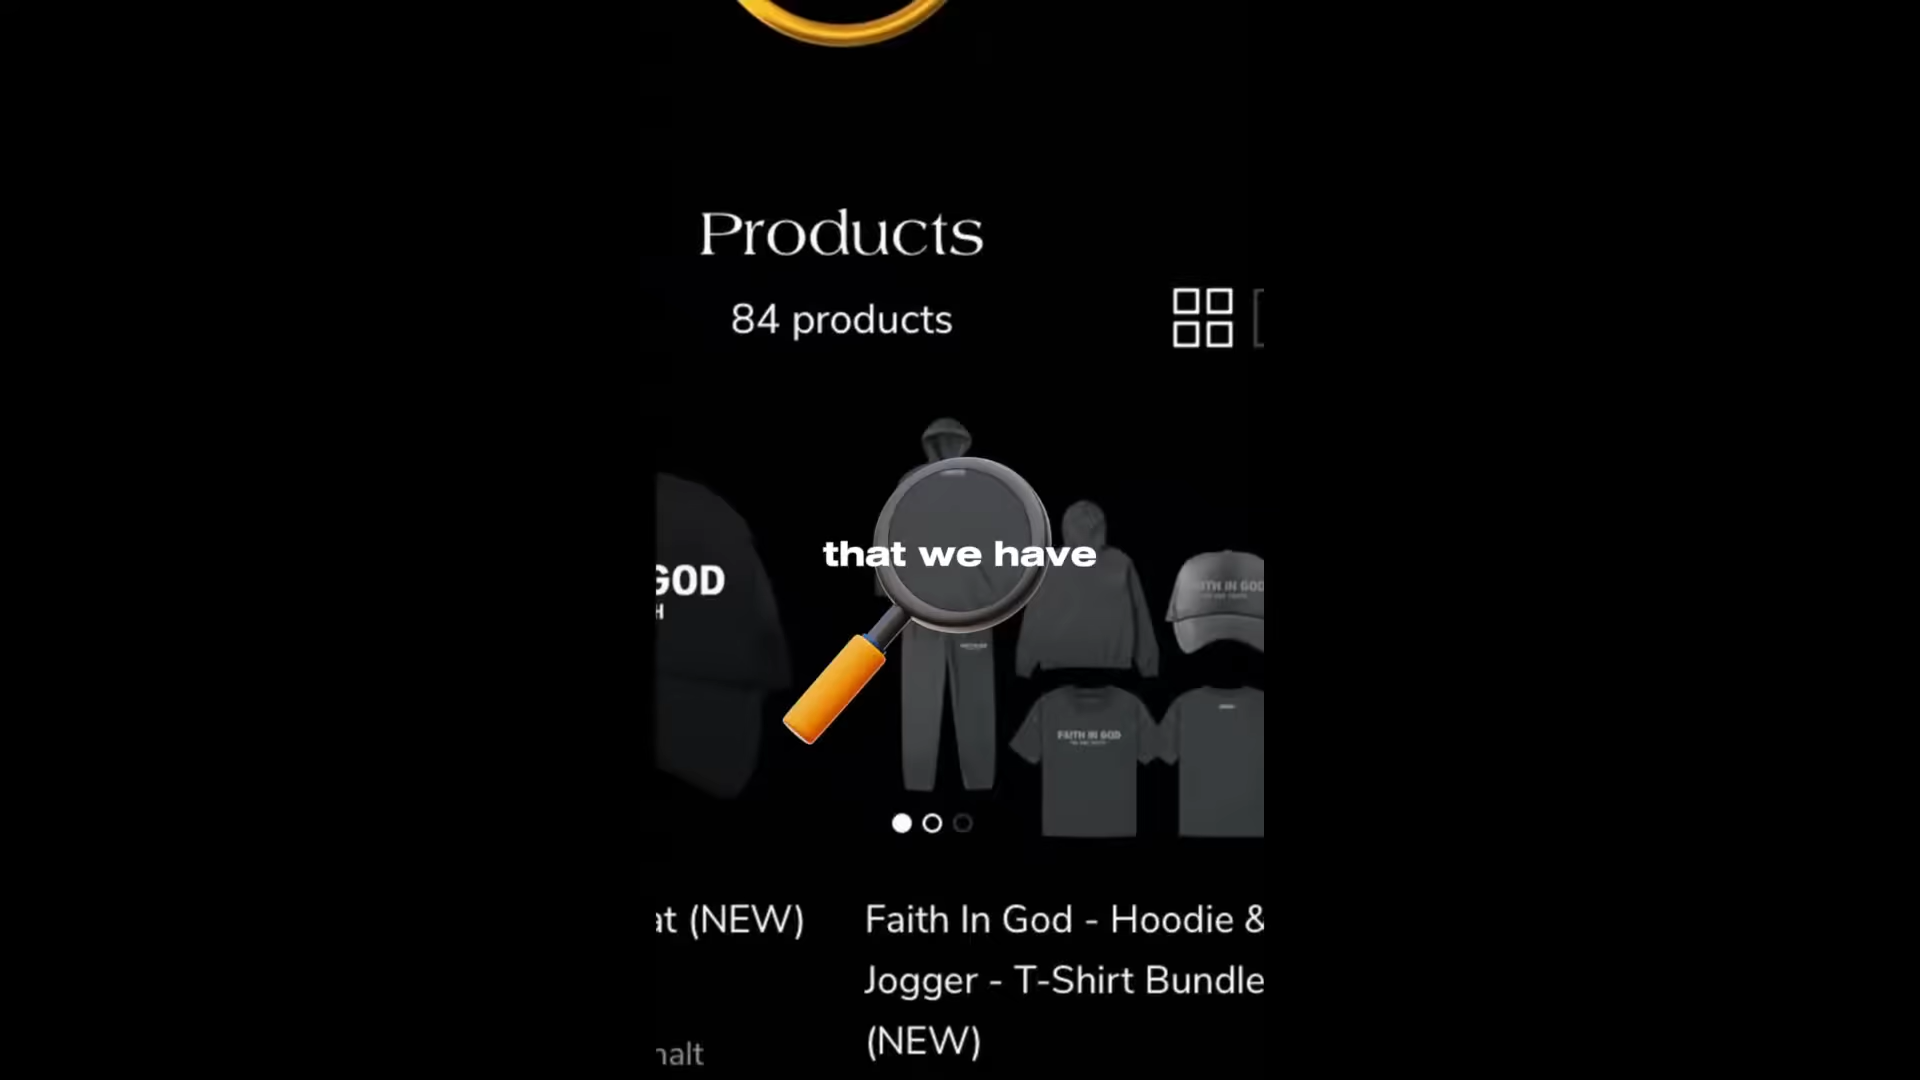 Products
84 products
that we have
GOD
H
FAITH IN GOD
FAITH IN GOD
at (NEW)
Faith In God - Hoodie &
Jogger - T-Shirt Bundle
(NEW)
halt